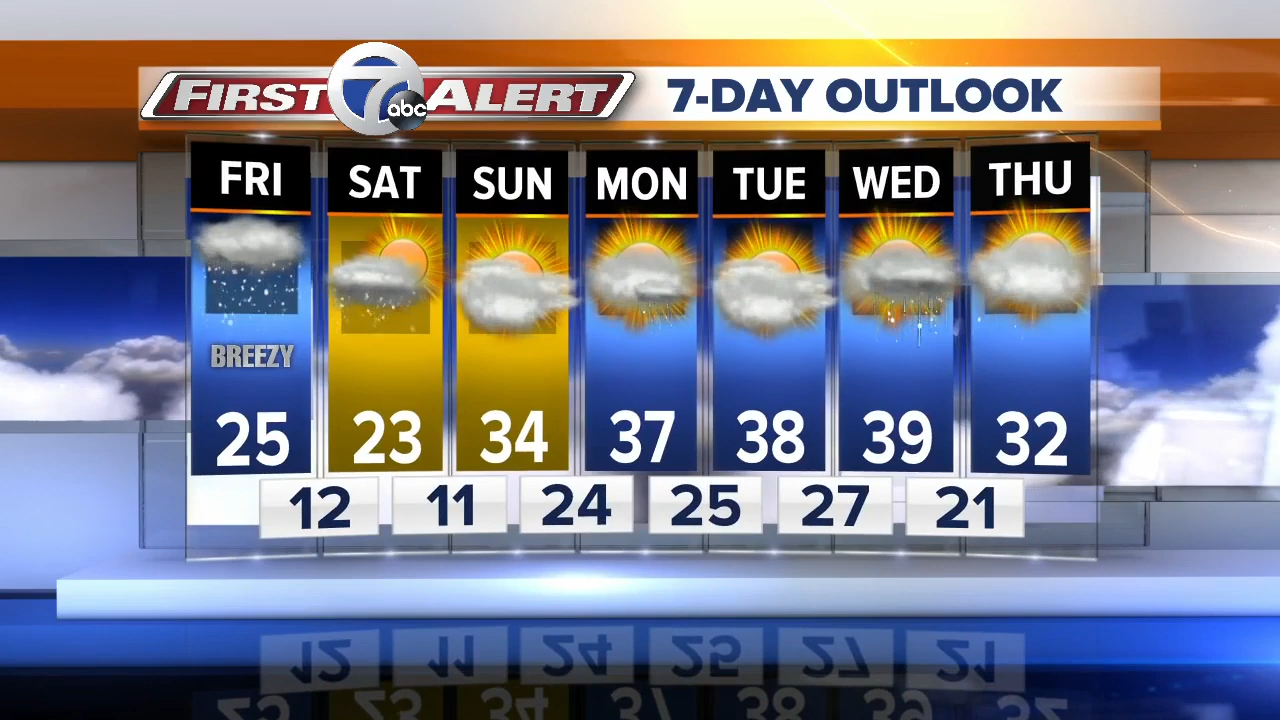 FIRST 7 abc ALERT 7-DAY OUTLOOK
FRI SAT SUN MON TUE WED THU
BREEZY
25 23 34 37 38 39 32
12 11 24 25 27 21